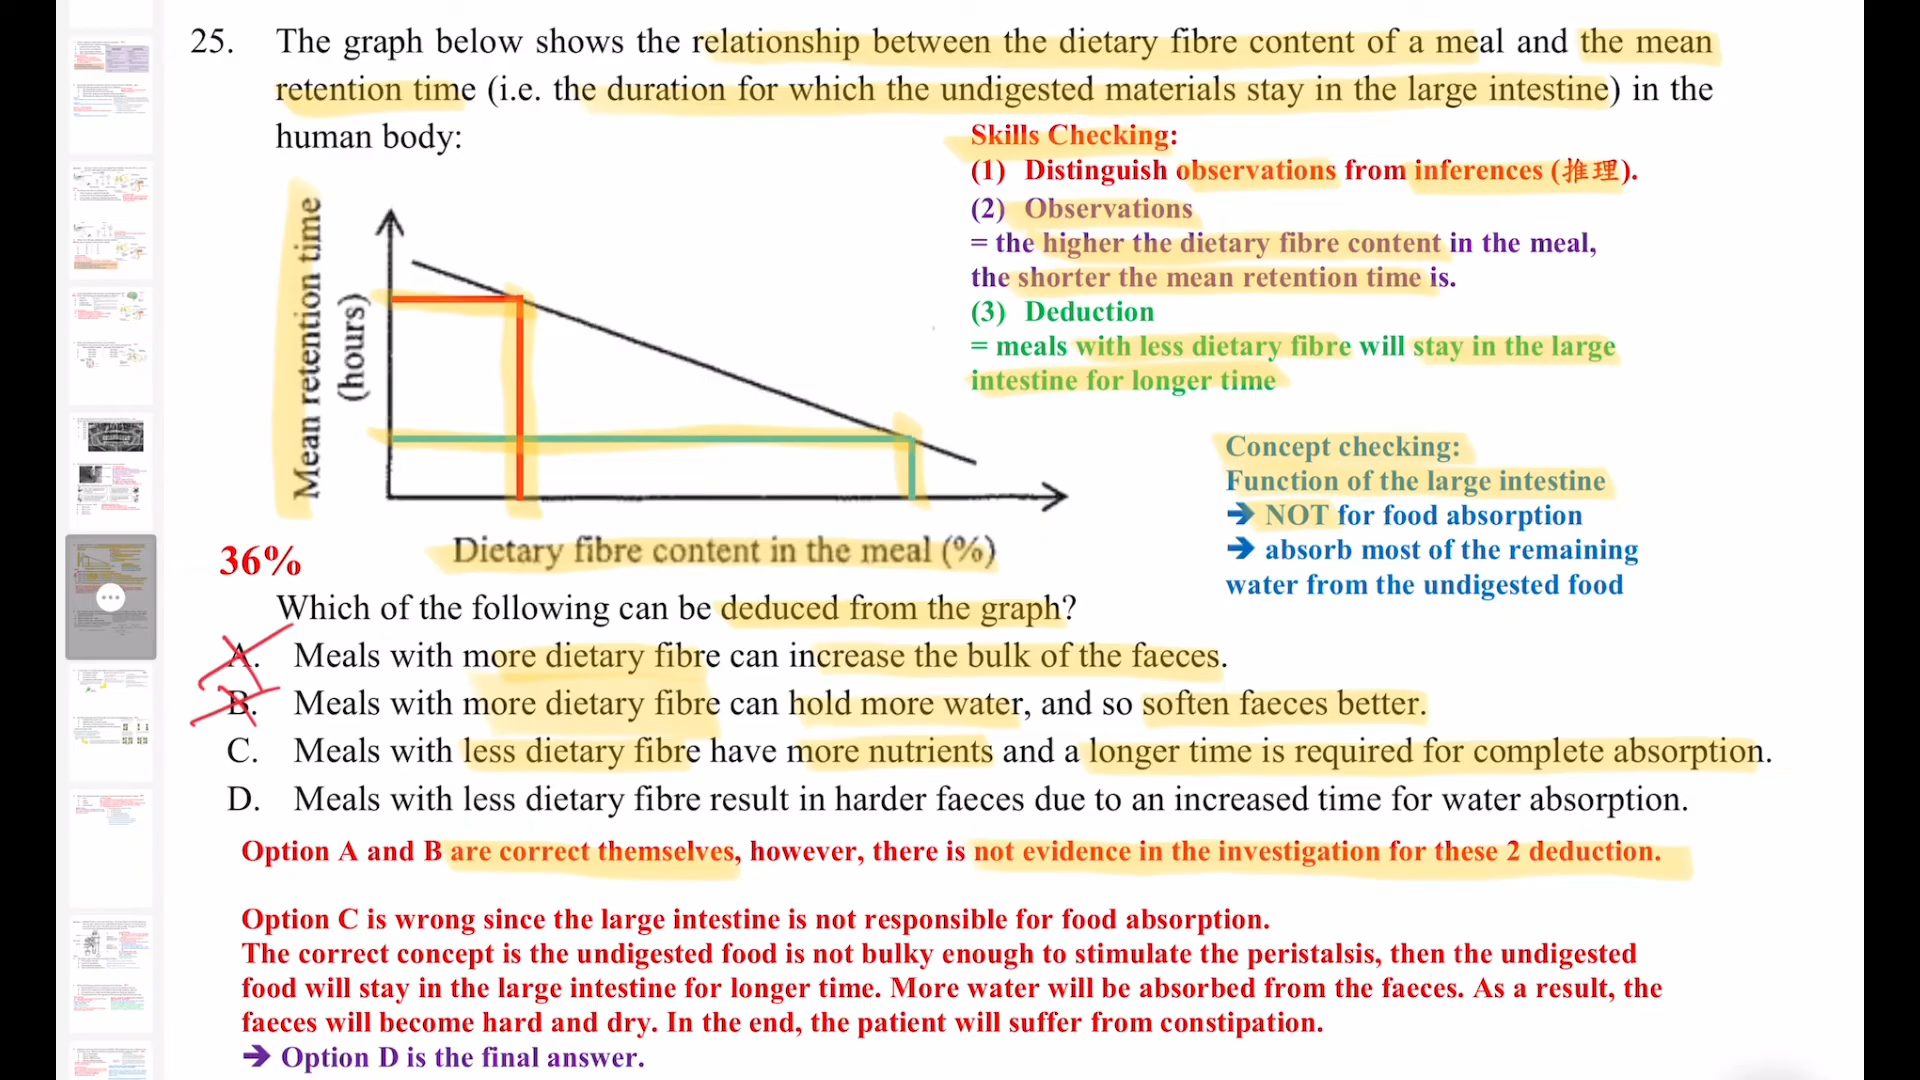 25. The graph below shows the relationship between the dietary fibre content of a meal and the mean
retention time (i.e. the duration for which the undigested materials stay in the large intestine) in the
human body:
Skills Checking:
(1) Distinguish observations from inferences (推理).
(2) Observations
= the higher the dietary fibre content in the meal,
the shorter the mean retention time is.
(3) Deduction
= meals with less dietary fibre will stay in the large
intestine for longer time
Mean retention time
(hours)
Dietary fibre content in the meal (%)
Concept checking:
Function of the large intestine
➔ NOT for food absorption
➔ absorb most of the remaining
water from the undigested food
36%
Which of the following can be deduced from the graph?
A. Meals with more dietary fibre can increase the bulk of the faeces.
B. Meals with more dietary fibre can hold more water, and so soften faeces better.
C. Meals with less dietary fibre have more nutrients and a longer time is required for complete absorption.
D. Meals with less dietary fibre result in harder faeces due to an increased time for water absorption.
Option A and B are correct themselves, however, there is not evidence in the investigation for these 2 deduction.
Option C is wrong since the large intestine is not responsible for food absorption.
The correct concept is the undigested food is not bulky enough to stimulate the peristalsis, then the undigested
food will stay in the large intestine for longer time. More water will be absorbed from the faeces. As a result, the
faeces will become hard and dry. In the end, the patient will suffer from constipation.
➔ Option D is the final answer.